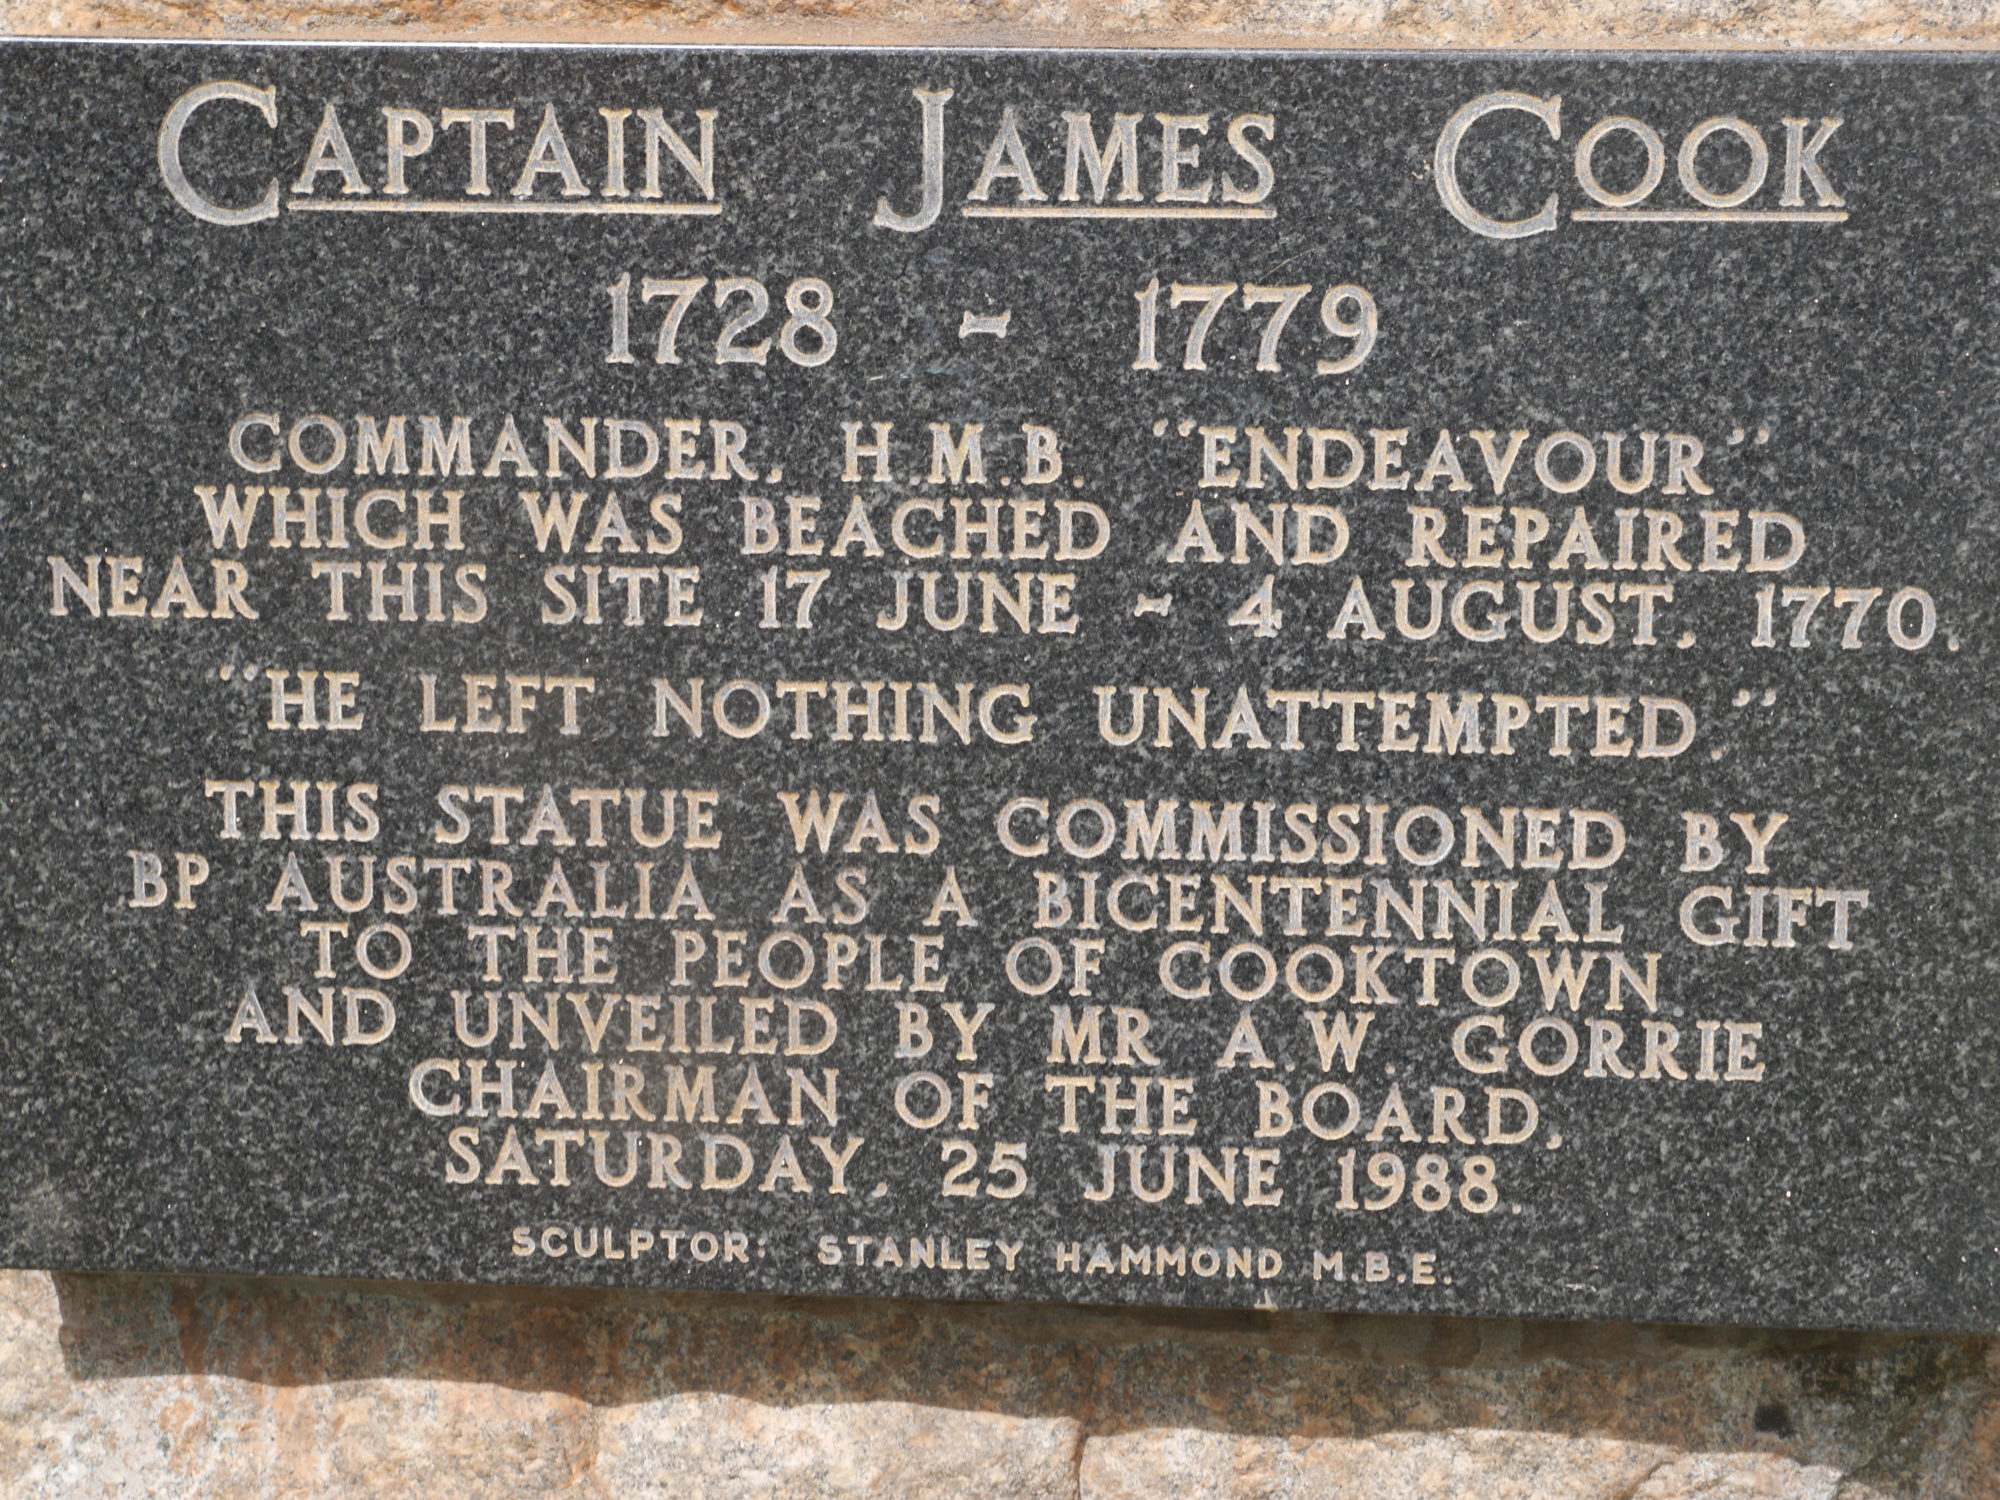 CAPTAIN JAMES COOK
1728 - 1779
COMMANDER, H.M.B. "ENDEAVOUR"
WHICH WAS BEACHED AND REPAIRED
NEAR THIS SITE 17 JUNE - 4 AUGUST, 1770.
"HE LEFT NOTHING UNATTEMPTED."
THIS STATUE WAS COMMISSIONED BY
BP AUSTRALIA AS A BICENTENNIAL GIFT
TO THE PEOPLE OF COOKTOWN.
AND UNVEILED BY MR A.W. GORRIE
CHAIRMAN OF THE BOARD,
SATURDAY, 25 JUNE 1988.
SCULPTOR: STANLEY HAMMOND M.B.E.